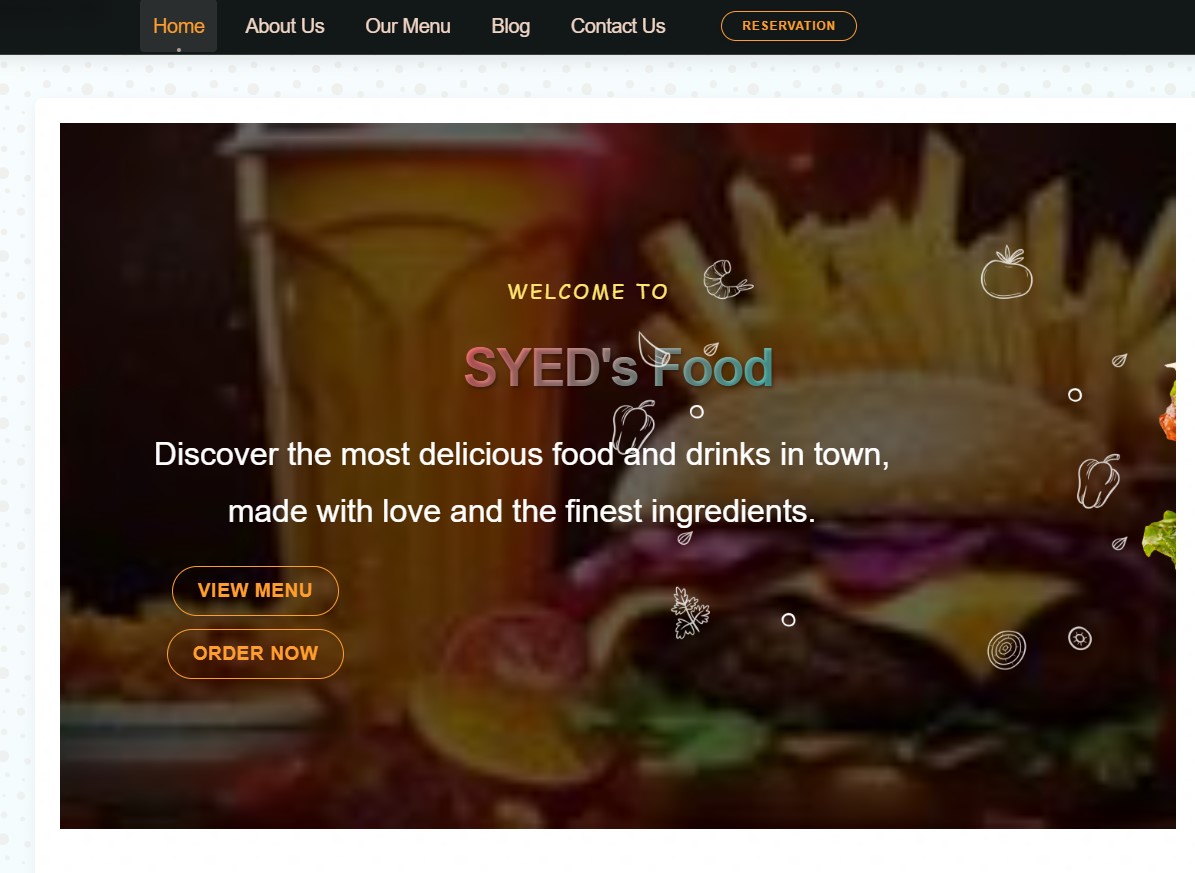 Home About Us Our Menu Blog Contact Us RESERVATION
WELCOME TO
SYED's Food
Discover the most delicious food and drinks in town,
made with love and the finest ingredients.
VIEW MENU
ORDER NOW